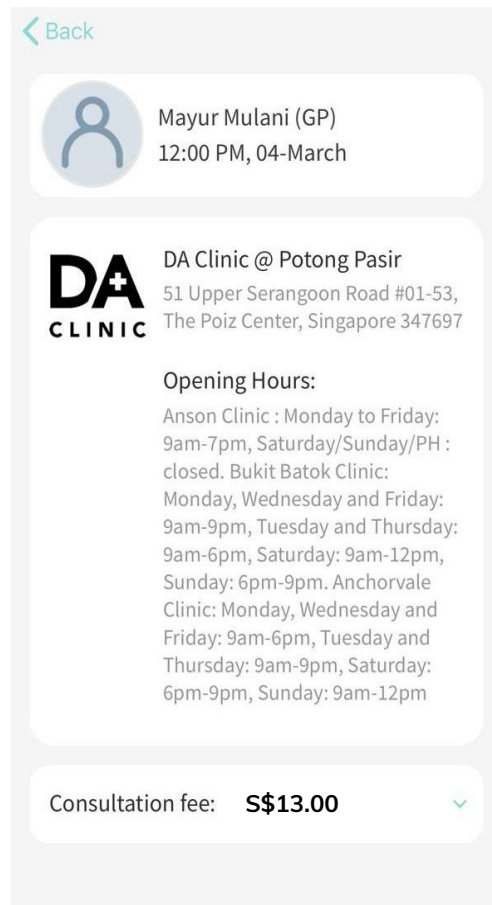 Back
Mayur Mulani (GP)
12:00 PM, 04-March
DA
CLINIC
DA Clinic @ Potong Pasir
51 Upper Serangoon Road #01-53,
The Poiz Center, Singapore 347697
Opening Hours:
Anson Clinic : Monday to Friday:
9am-7pm, Saturday/Sunday/PH :
closed. Bukit Batok Clinic:
Monday, Wednesday and Friday:
9am-9pm, Tuesday and Thursday:
9am-6pm, Saturday: 9am-12pm,
Sunday: 6pm-9pm. Anchorvale
Clinic: Monday, Wednesday and
Friday: 9am-6pm, Tuesday and
Thursday: 9am-9pm, Saturday:
6pm-9pm, Sunday: 9am-12pm
Consultation fee: S$13.00